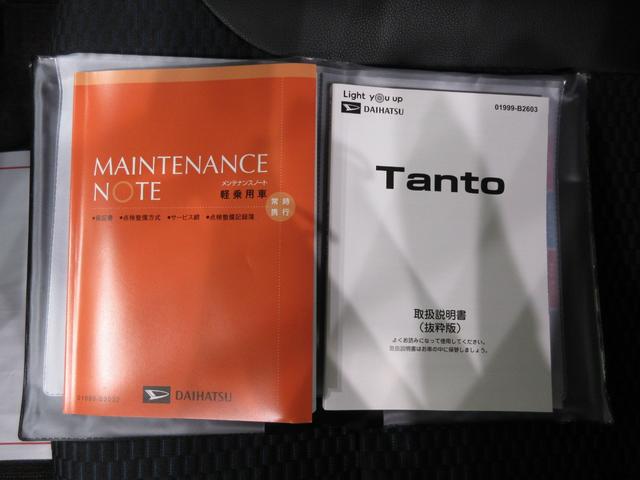 MAINTENANCE
NOTE
メンテナンスノート
軽乗用車
常時
携行
●保証書 ●点検整備方式 ●サービス網 ●点検整備記録簿
DAIHATSU
Light you up
DAIHATSU
01999-B2603
Tanto
取扱説明書
(抜粋版)
よくお読みになって使用してください。
取扱説明書はお車の中に保管しましょう。